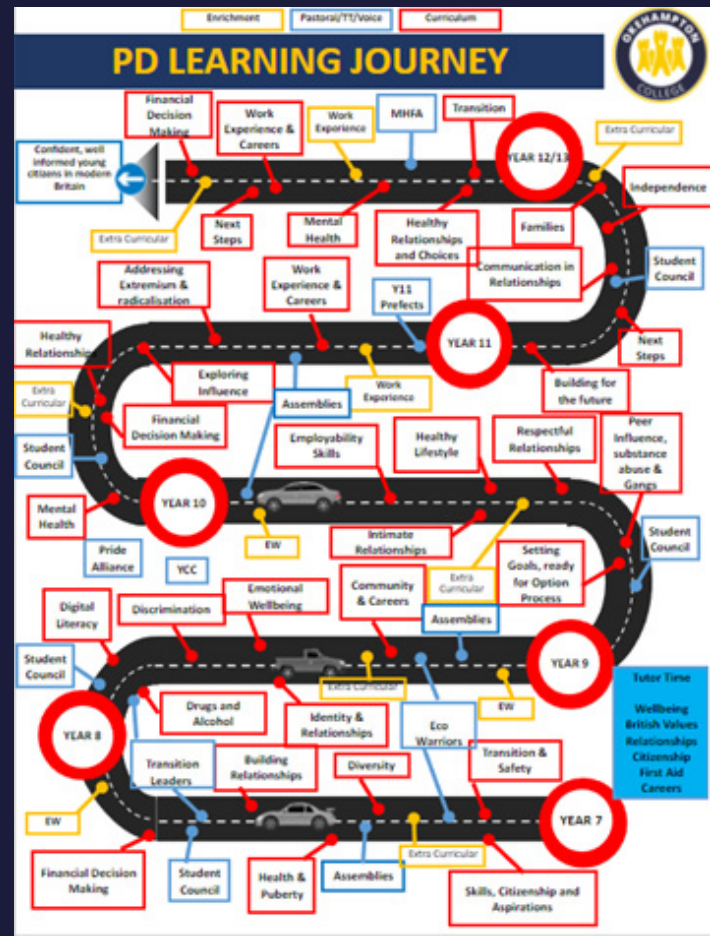 Enrichment
Pastoral/TT/Voice
Curriculum
PD LEARNING JOURNEY
OKEHAMPTON
COLLEGE
Financial
Decision
Making
Work
Experience &
Careers
Work
Experience
MHFA
Transition
YEAR 12/13
Extra Curricular
Confident, well
informed young
citizens in modern
Britain
Independence
Extra Curricular
Next
Steps
Mental
Health
Healthy
Relationships
and Choices
Families
Communication in
Relationships
Student
Council
Addressing
Extremism &
radicalisation
Work
Experience &
Careers
Y11
Prefects
YEAR 11
Next
Steps
Healthy
Relationships
Exploring
Influence
Assemblies
Work
Experience
Building for
the future
Extra
Curricular
Financial
Decision Making
Employability
Skills
Healthy
Lifestyle
Respectful
Relationships
Peer
Influence,
substance
abuse &
Gangs
Student
Council
Mental
Health
YEAR 10
EW
Intimate
Relationships
Extra
Curricular
Setting
Goals, ready
for Option
Process
Student
Council
Pride
Alliance
YCC
Digital
Literacy
Discrimination
Emotional
Wellbeing
Community
& Careers
Assemblies
YEAR 9
Student
Council
Extra Curricular
EW
Tutor Time
Wellbeing
British Values
Relationships
Citizenship
First Aid
Careers
YEAR 8
Drugs and
Alcohol
Identity &
Relationships
Eco
Warriors
Transition
Leaders
Building
Relationships
Diversity
Transition &
Safety
YEAR 7
EW
Financial Decision
Making
Student
Council
Health &
Puberty
Assemblies
Extra Curricular
Skills, Citizenship and
Aspirations